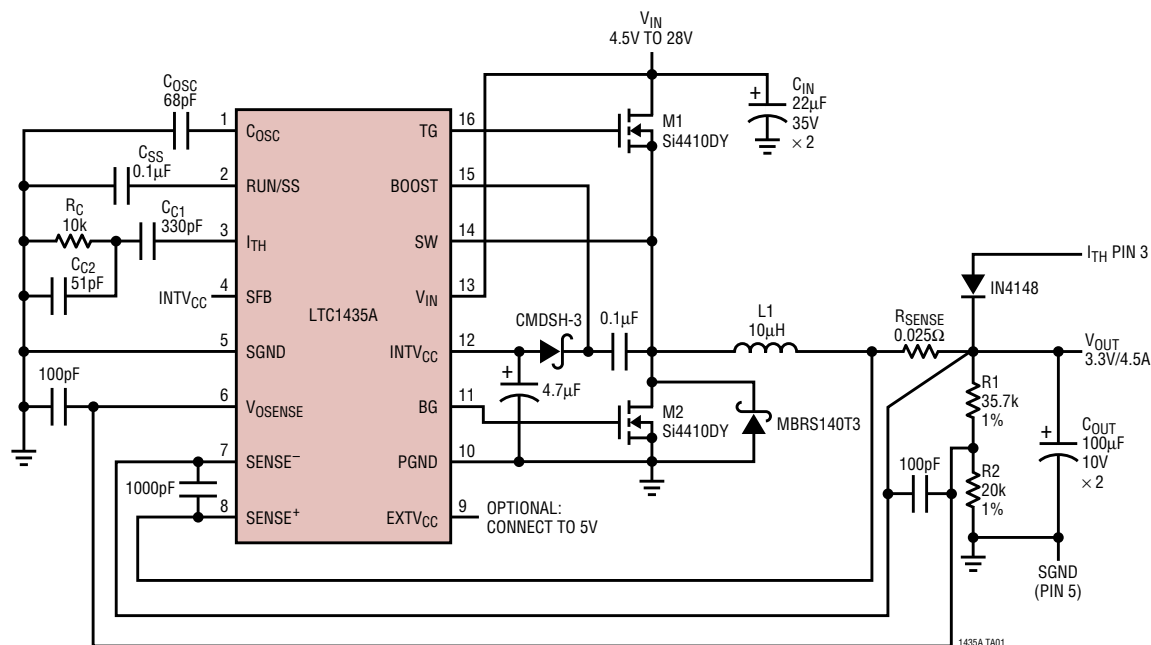 V_IN
4.5V TO 28V
C_OSC
68pF
C_IN
22µF
35V
× 2
1
C_OSC
TG
16
M1
Si4410DY
C_SS
0.1µF
2
RUN/SS
BOOST
15
R_C
10k
C_C1
330pF
3
I_TH
SW
14
I_TH PIN 3
C_C2
51pF
INTV_CC
4
SFB
V_IN
13
IN4148
LTC1435A
CMDSH-3
0.1µF
L1
10µH
R_SENSE
0.025Ω
5
SGND
INTV_CC
12
V_OUT
3.3V/4.5A
100pF
4.7µF
R1
35.7k
1%
6
V_OSENSE
BG
11
M2
Si4410DY
MBRS140T3
C_OUT
100µF
10V
× 2
7
SENSE−
PGND
10
100pF
R2
20k
1%
1000pF
8
SENSE+
EXTV_CC
9
OPTIONAL:
CONNECT TO 5V
SGND
(PIN 5)
1435A TA01